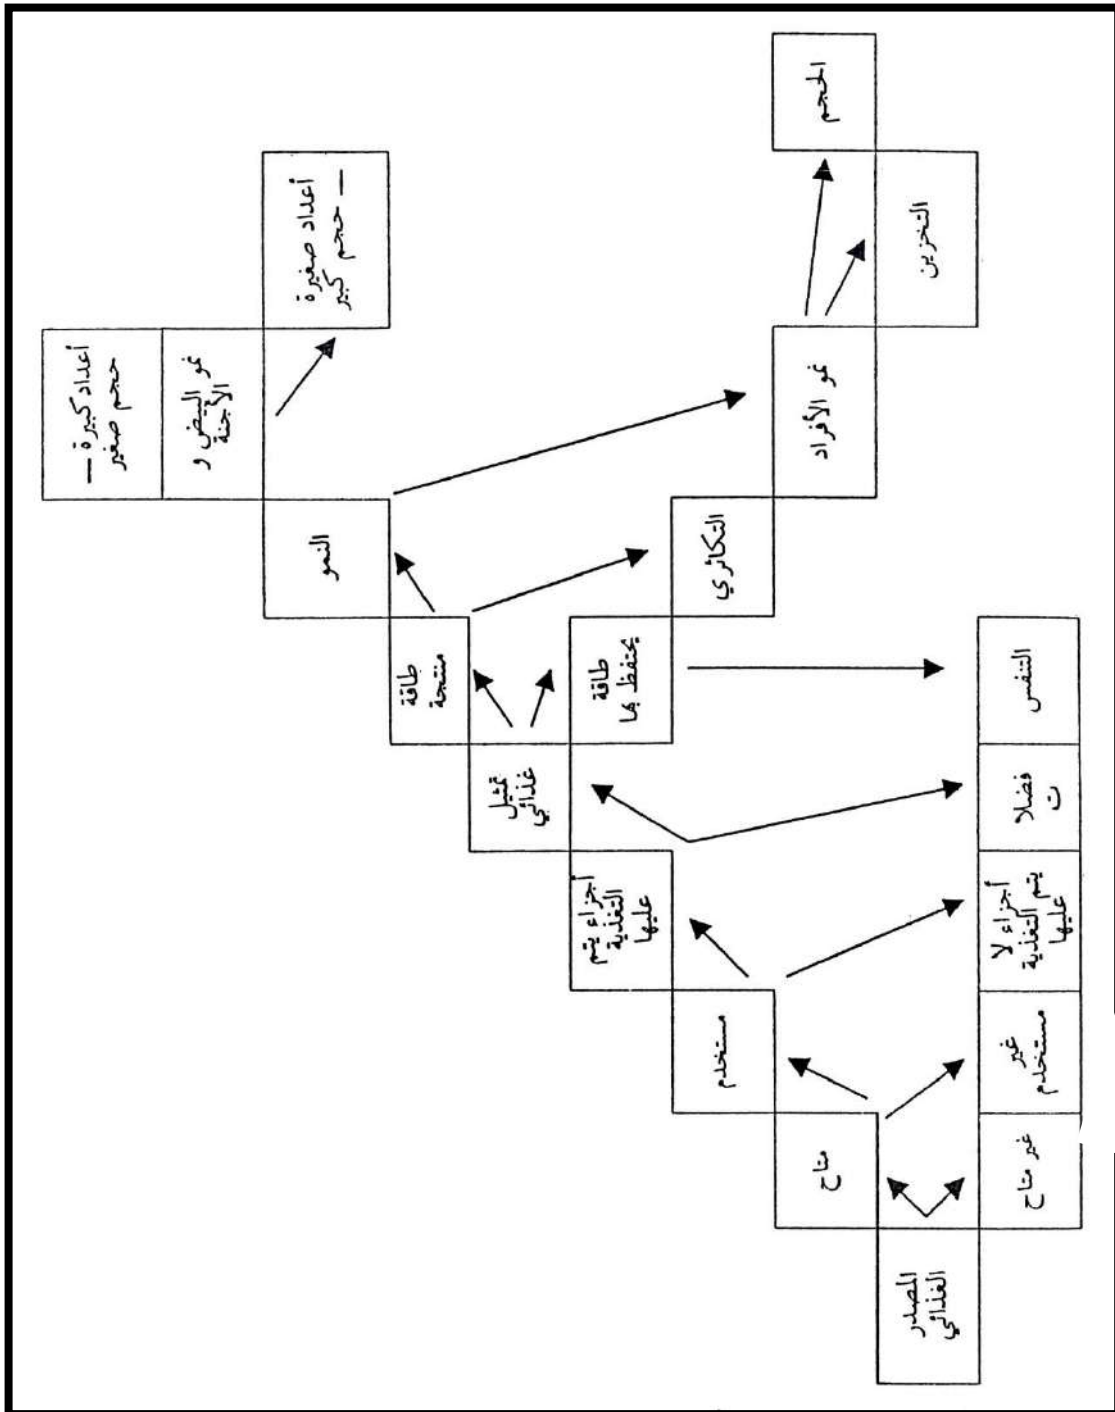 المصدر
الغذائي
متاح
غير متاح
مستخدم
غير
مستخدم
أجزاء يتم
التغذية
عليها
أجزاء لا
يتم التغذية
عليها
تمثيل
غذائي
فضلا
ت
طاقة
منتجة
طاقة
يحتفظ بها
التنفس
النمو
التكاثري
نمو البيض و
الأجنة
أعداد كبيرة –
حجم صغير
أعداد صغيرة
– حجم كبير
نمو الأفراد
التخزين
الحجم